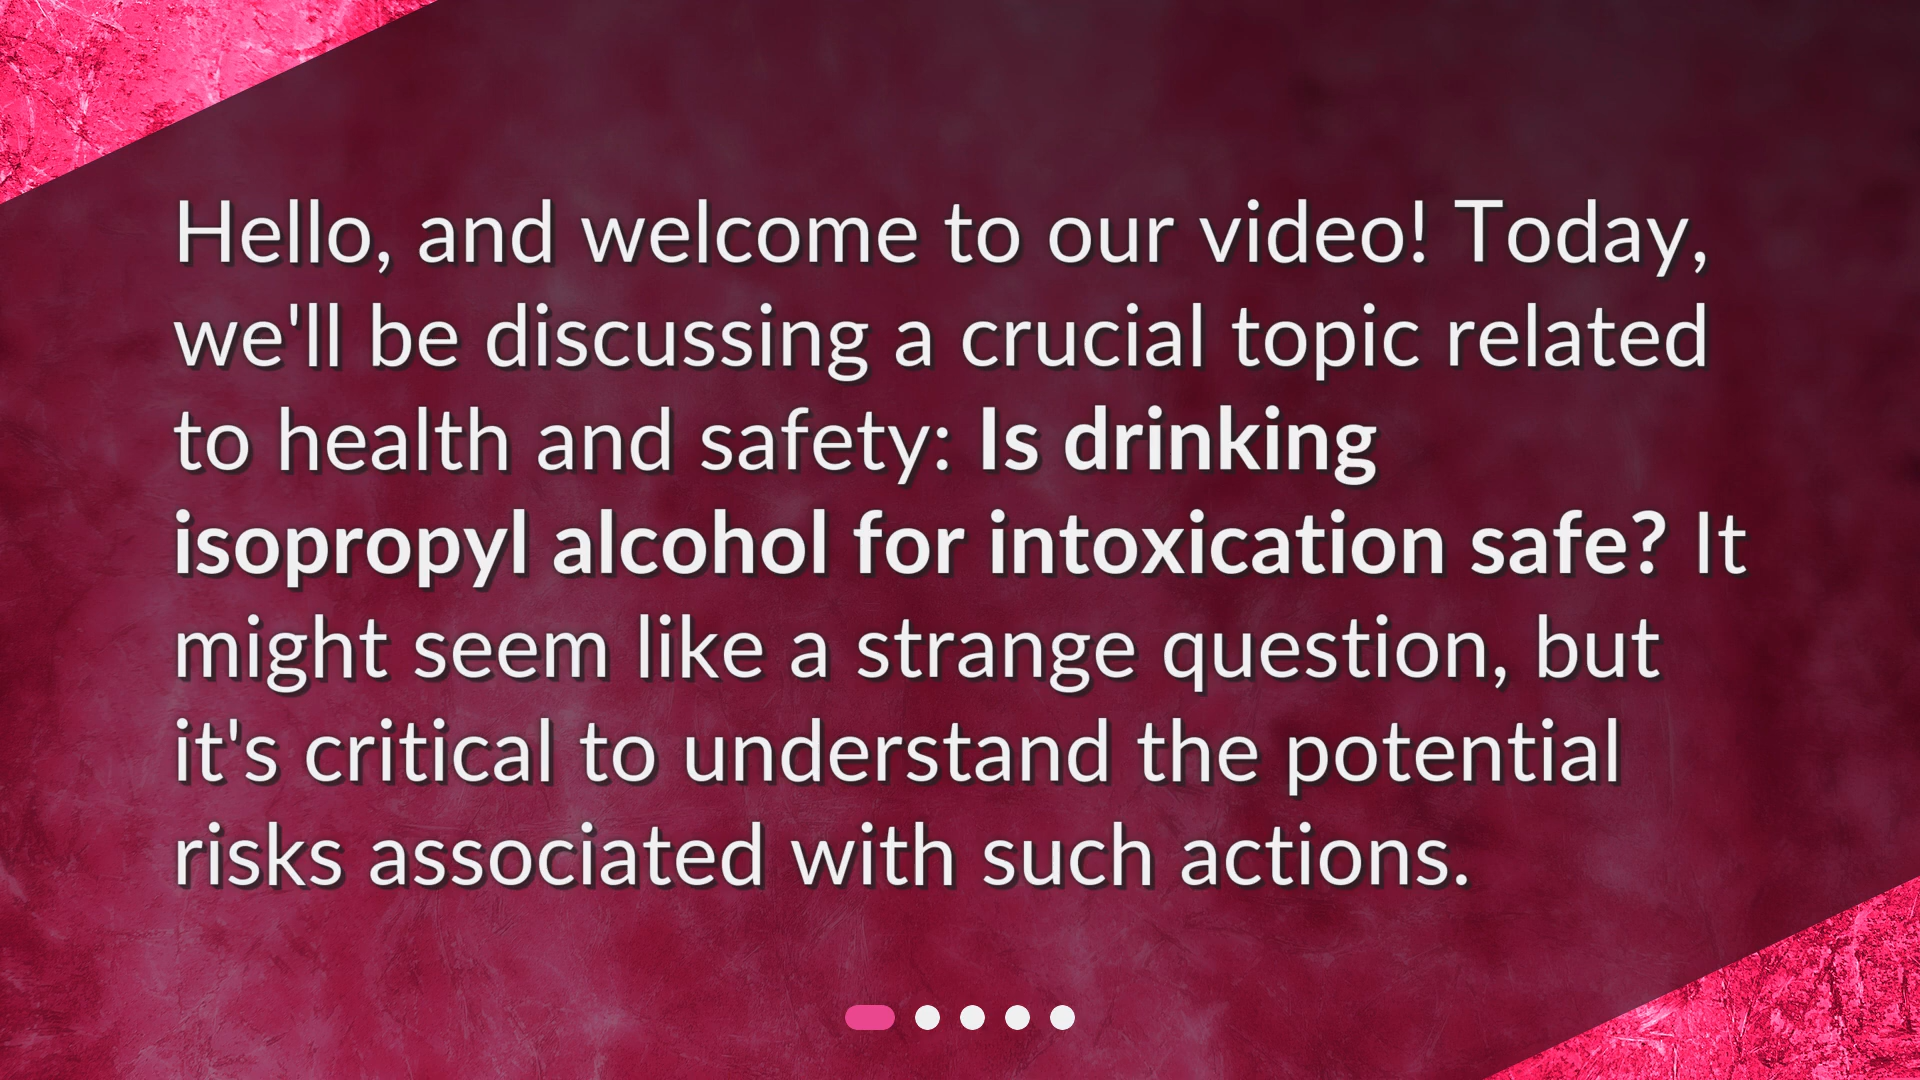 Hello, and welcome to our video! Today,
we'll be discussing a crucial topic related
to health and safety: Is drinking
isopropyl alcohol for intoxication safe? It
might seem like a strange question, but
it's critical to understand the potential
risks associated with such actions.